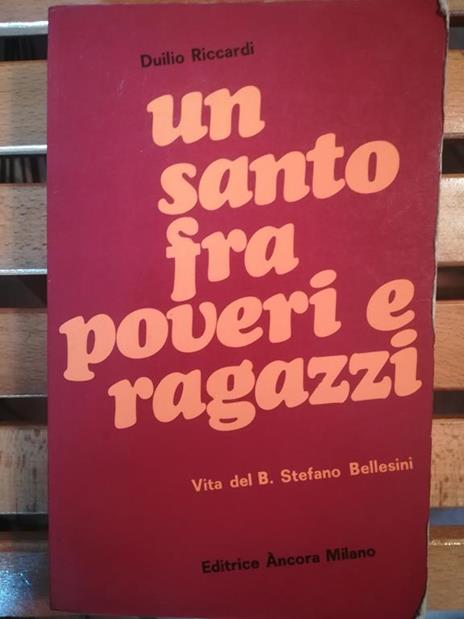 Duilio Riccardi
un
santo
fra
poveri e
ragazzi
Vita del B. Stefano Bellesini
Editrice Àncora Milano